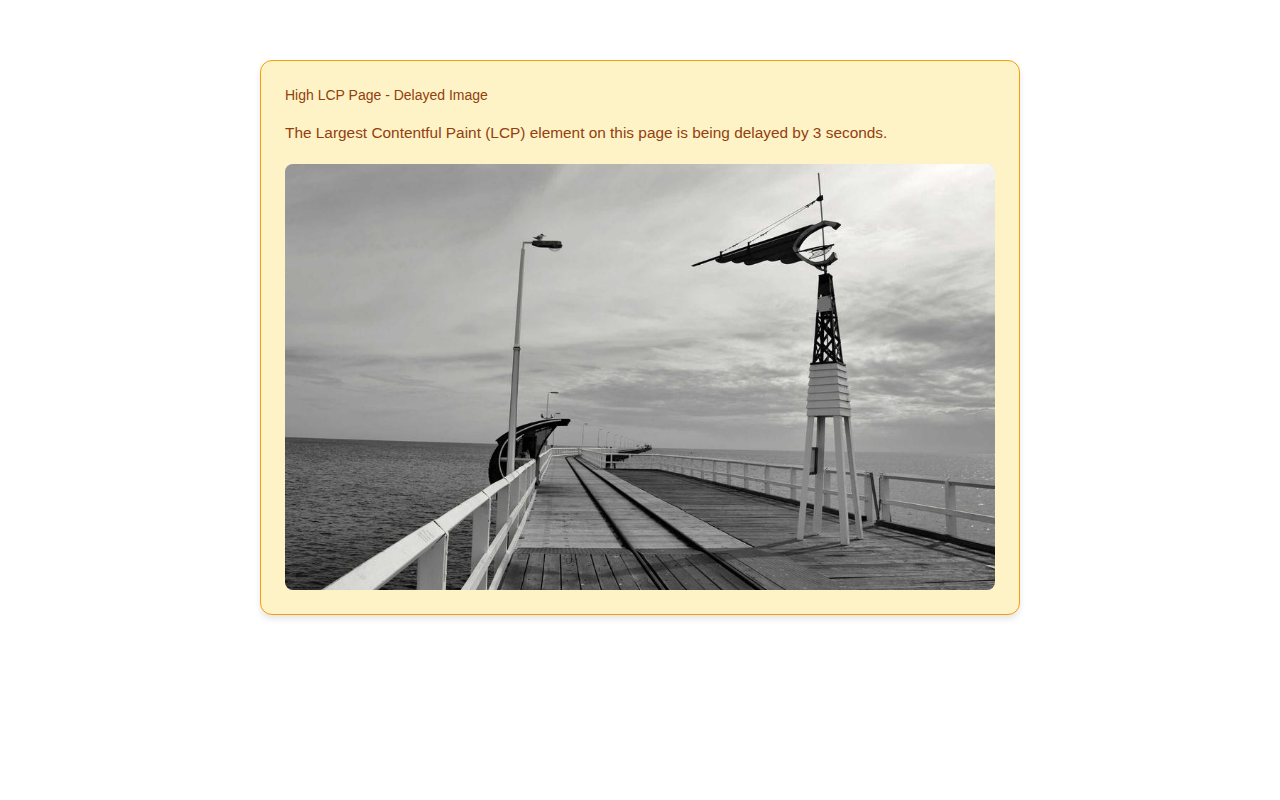 High LCP Page - Delayed Image
The Largest Contentful Paint (LCP) element on this page is being delayed by 3 seconds.